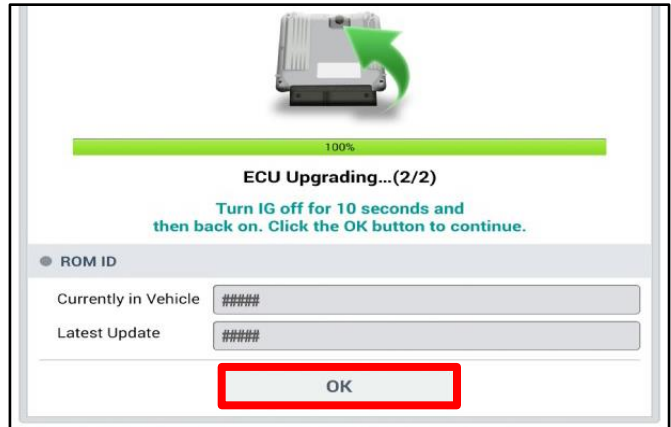 100%
ECU Upgrading...(2/2)
Turn IG off for 10 seconds and
then back on. Click the OK button to continue.
ROM ID
Currently in Vehicle #####
Latest Update #####
OK